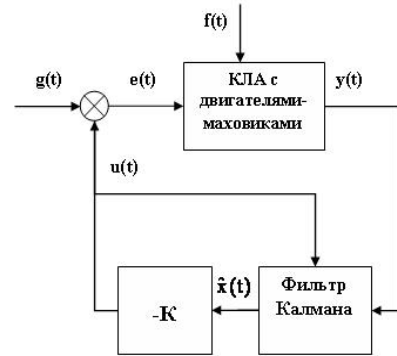 f(t)
g(t)
e(t)
КЛА с
двигателями-
маховиками
y(t)
u(t)
x̂(t)
-К
Фильтр
Калмана